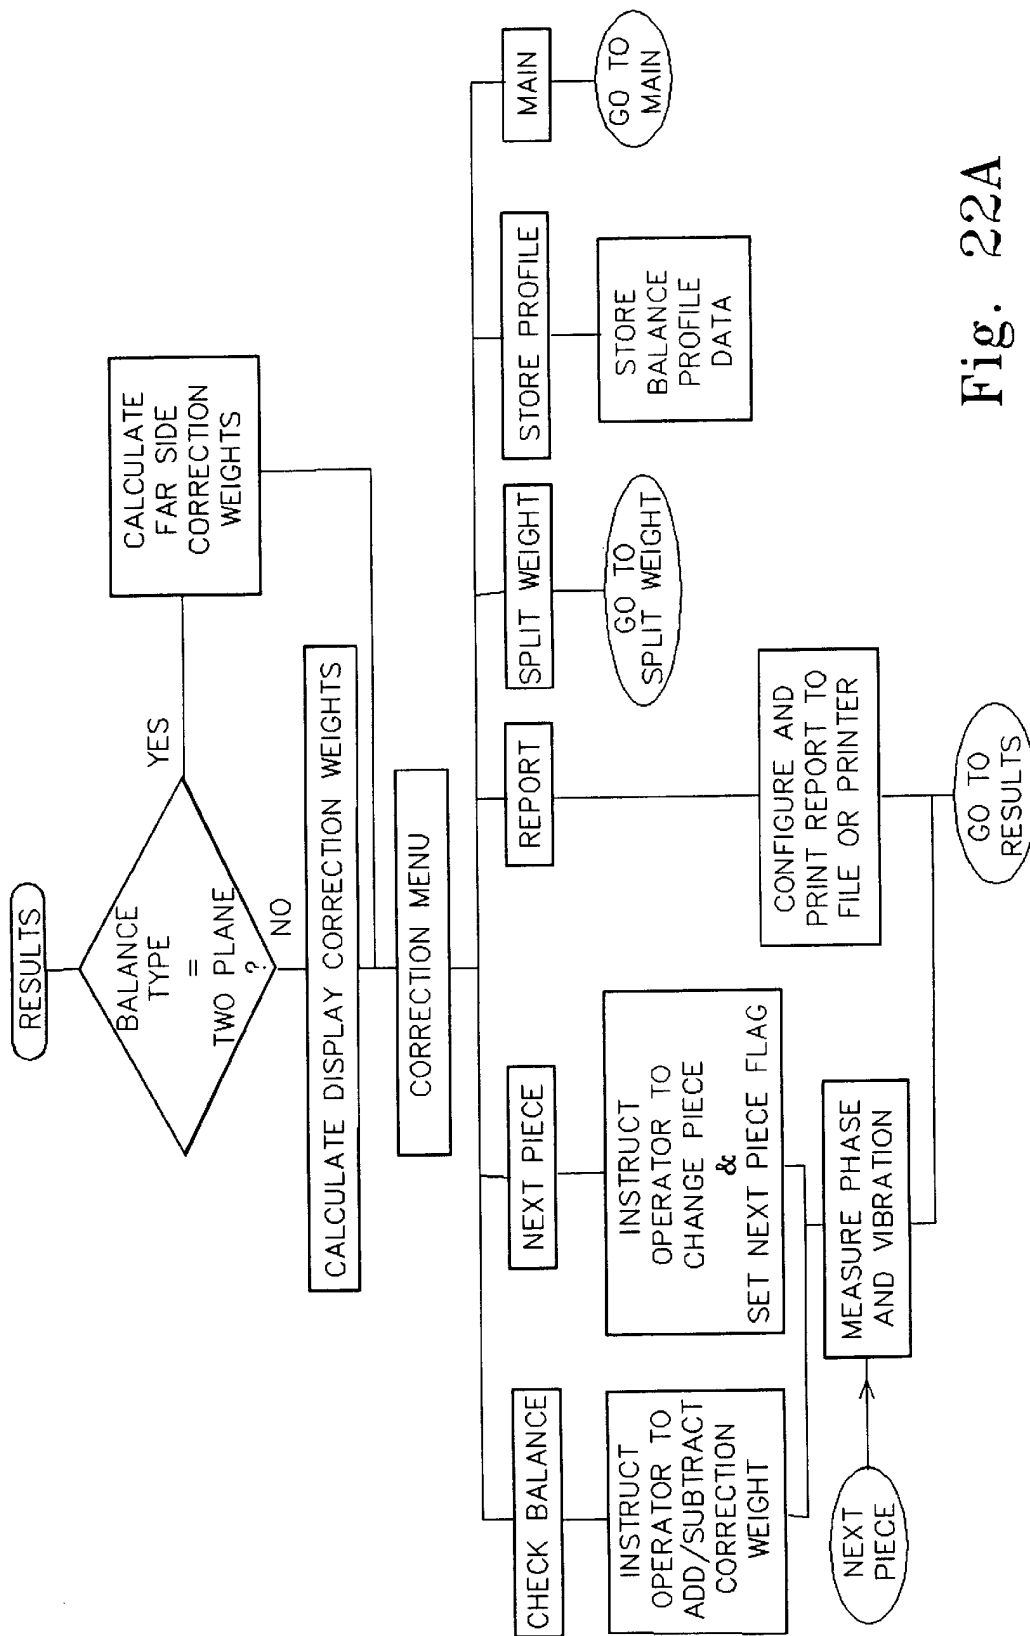 RESULTS
BALANCE
TYPE
=
TWO PLANE
?
YES
NO
CALCULATE
FAR SIDE
CORRECTION
WEIGHTS
CALCULATE DISPLAY CORRECTION WEIGHTS
CORRECTION MENU
CHECK BALANCE
NEXT PIECE
REPORT
SPLIT WEIGHT
STORE PROFILE
MAIN
INSTRUCT
OPERATOR TO
ADD/SUBTRACT
CORRECTION
WEIGHT
INSTRUCT
OPERATOR TO
CHANGE PIECE
&
SET NEXT PIECE FLAG
GO TO
SPLIT WEIGHT
STORE
BALANCE
PROFILE
DATA
GO TO
MAIN
CONFIGURE AND
PRINT REPORT TO
FILE OR PRINTER
NEXT
PIECE
MEASURE PHASE
AND VIBRATION
GO TO
RESULTS
Fig. 22A